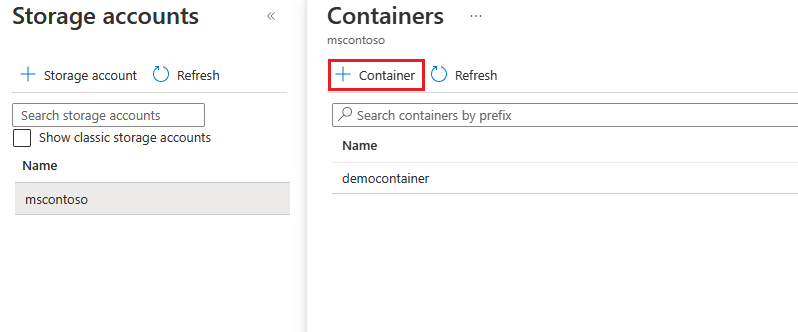 Storage accounts
+ Storage account
Refresh
Search storage accounts
Show classic storage accounts
Name
mscontoso
Containers
mscontoso
+ Container
Refresh
Search containers by prefix
Name
democontainer